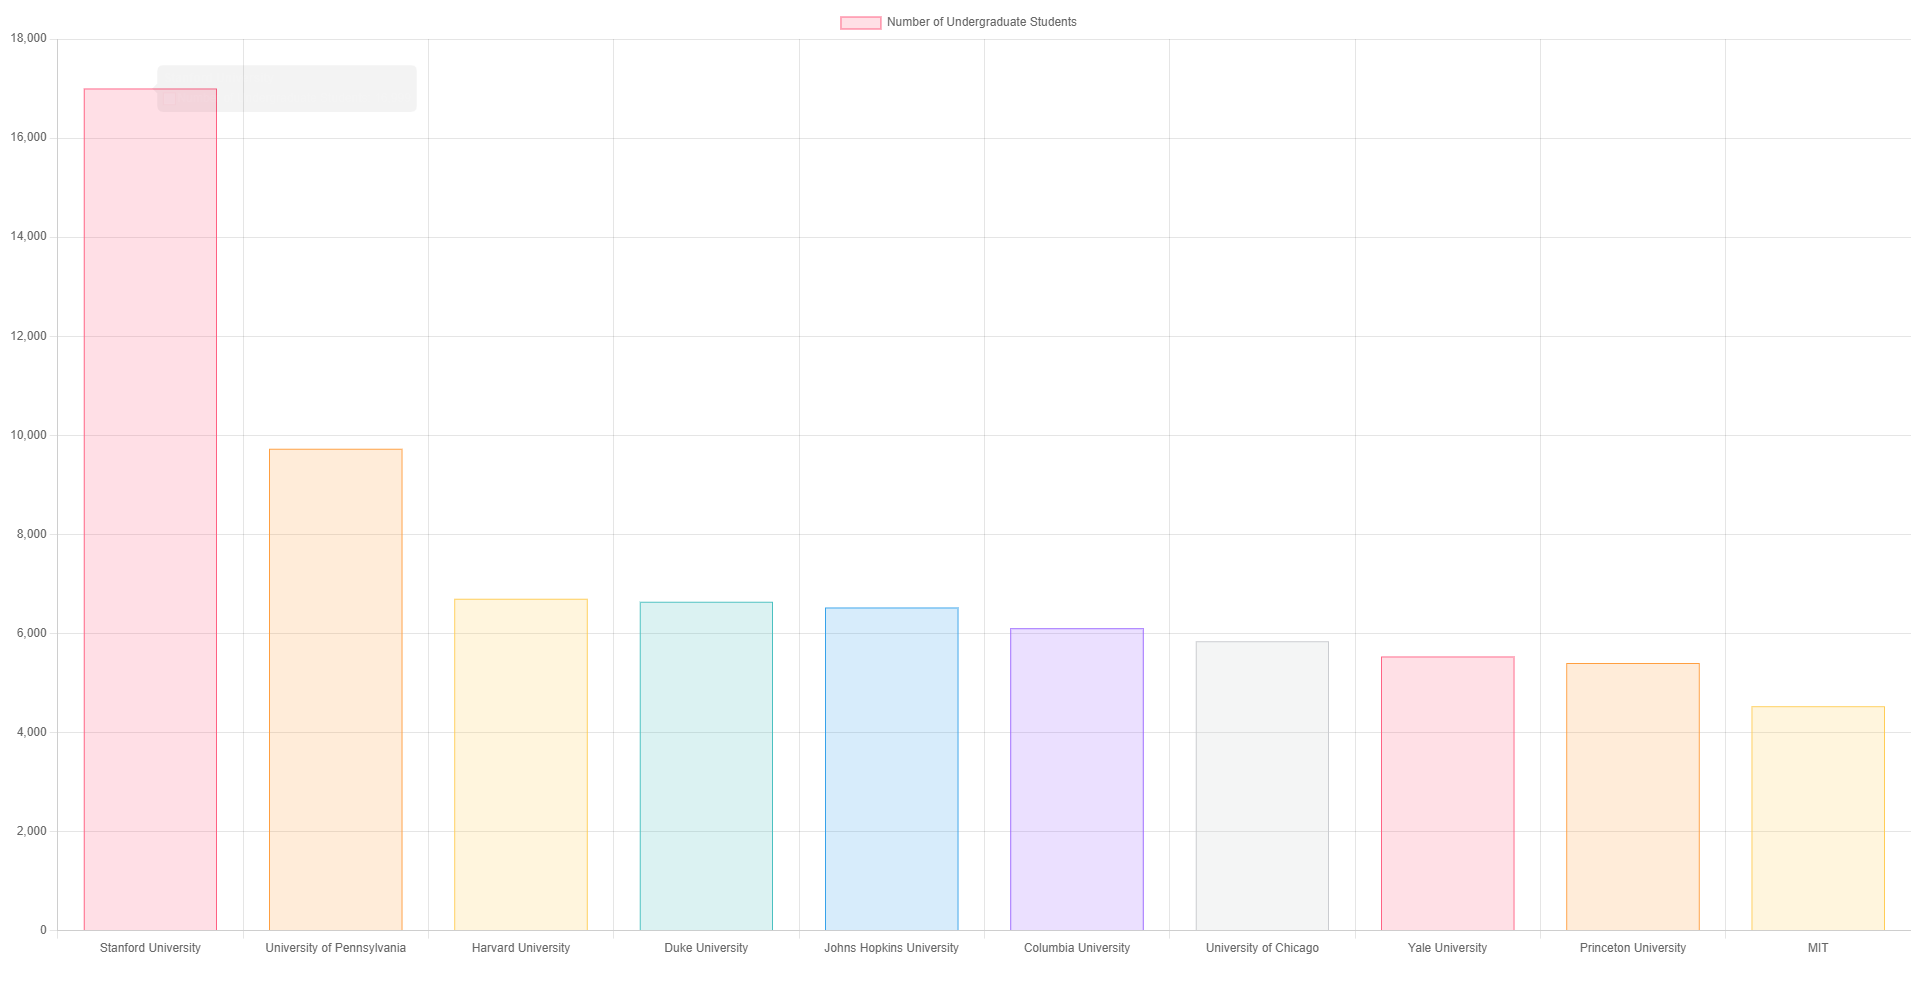 Number of Undergraduate Students
18,000
16,000
14,000
12,000
10,000
8,000
6,000
4,000
2,000
0
Stanford University
University of Pennsylvania
Harvard University
Duke University
Johns Hopkins University
Columbia University
University of Chicago
Yale University
Princeton University
MIT